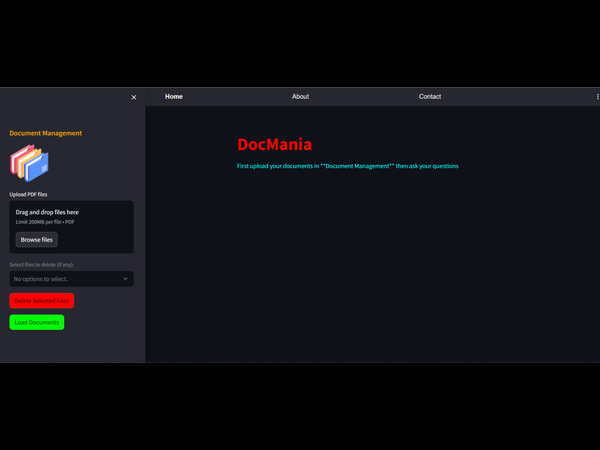 Home
About
Contact
Document Management
Upload PDF files
Drag and drop files here
Limit 200MB per file • PDF
Browse files
Select files to delete (if any):
No options to select.
Delete Selected Files
Load Documents
DocMania
First upload your documents in **Document Management** then ask your questions